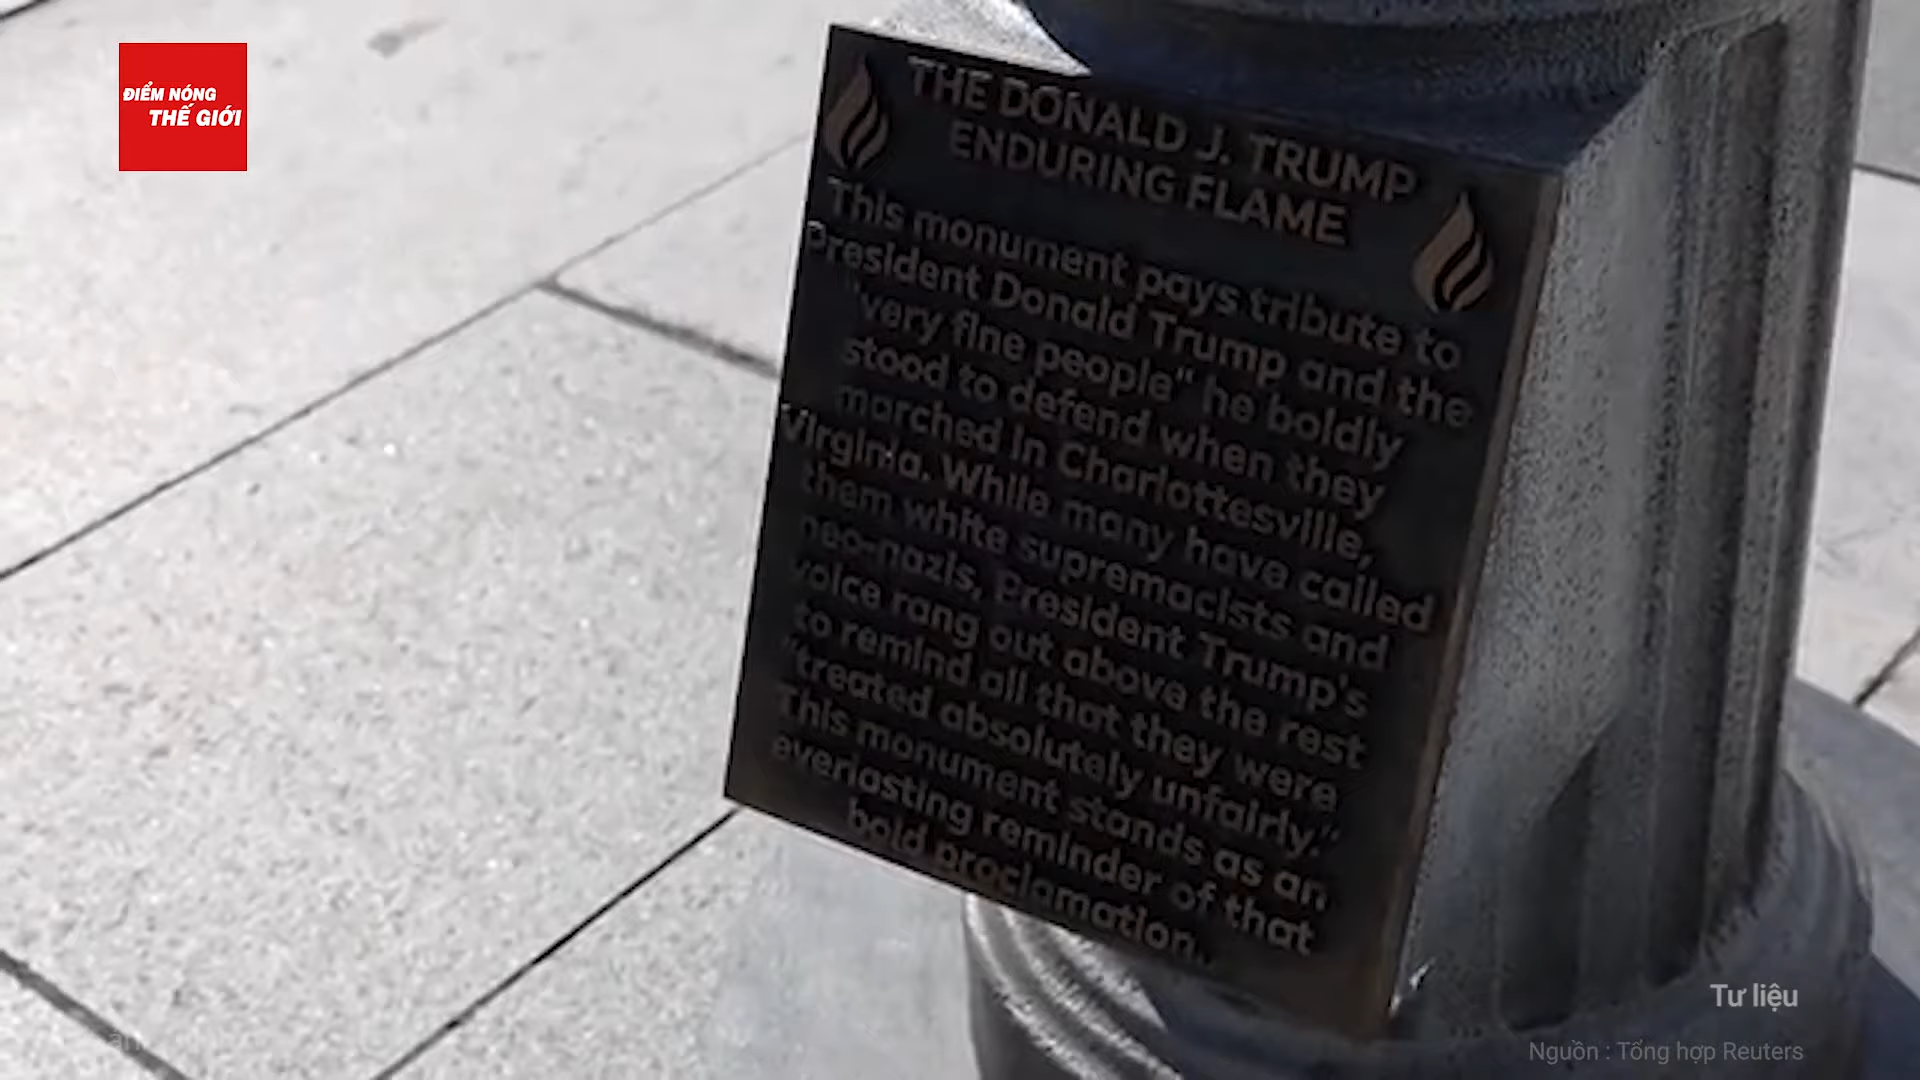 ĐIỂM NÓNG
THẾ GIỚI
THE DONALD J. TRUMP
ENDURING FLAME
This monument pays tribute to
President Donald Trump and the
"very fine people" he boldly
stood to defend when they
marched in Charlottesville,
Virginia. While many have called
them white supremacists and
neo-nazis, President Trump's
voice rang out above the rest
to remind all that they were
"treated absolutely unfairly."
This monument stands as an
everlasting reminder of that
bold proclamation.
Tư liệu
Nguồn : Tổng hợp Reuters